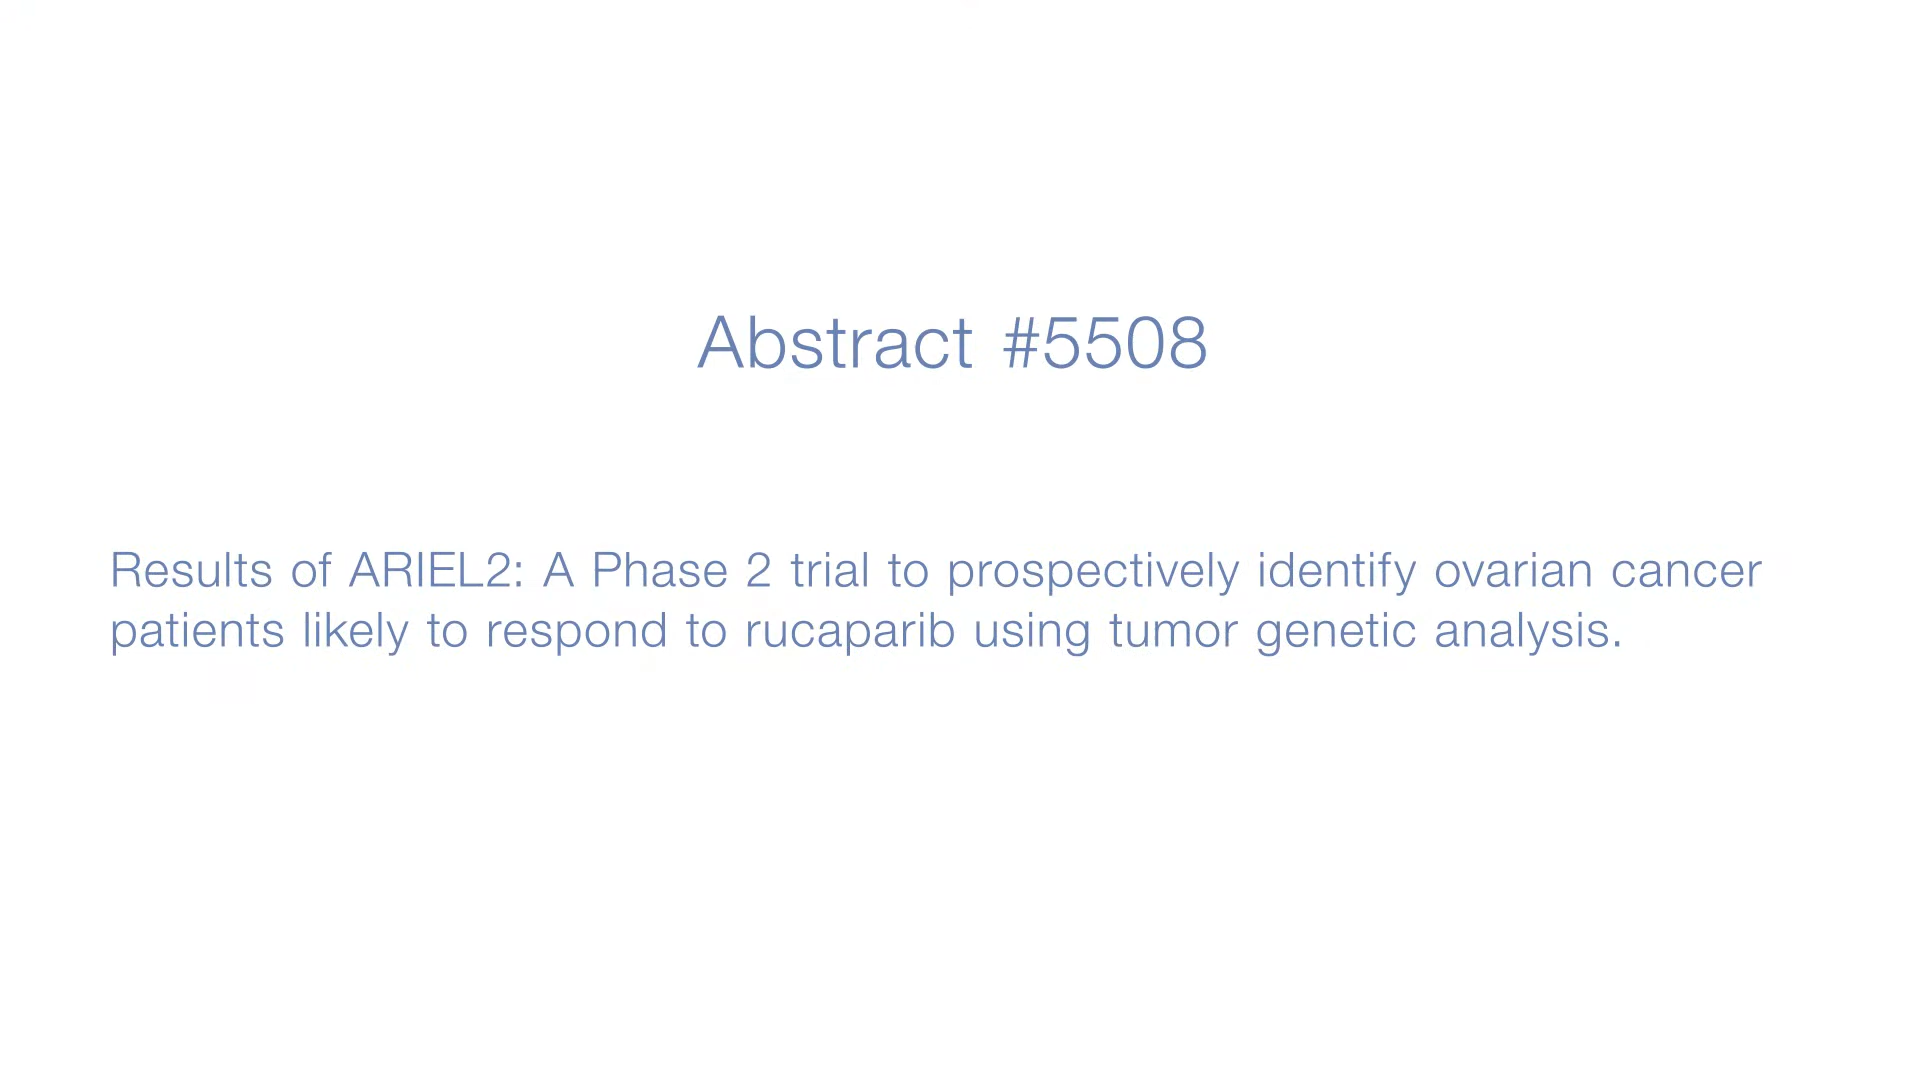 Abstract #5508
Results of ARIEL2: A Phase 2 trial to prospectively identify ovarian cancer
patients likely to respond to rucaparib using tumor genetic analysis.